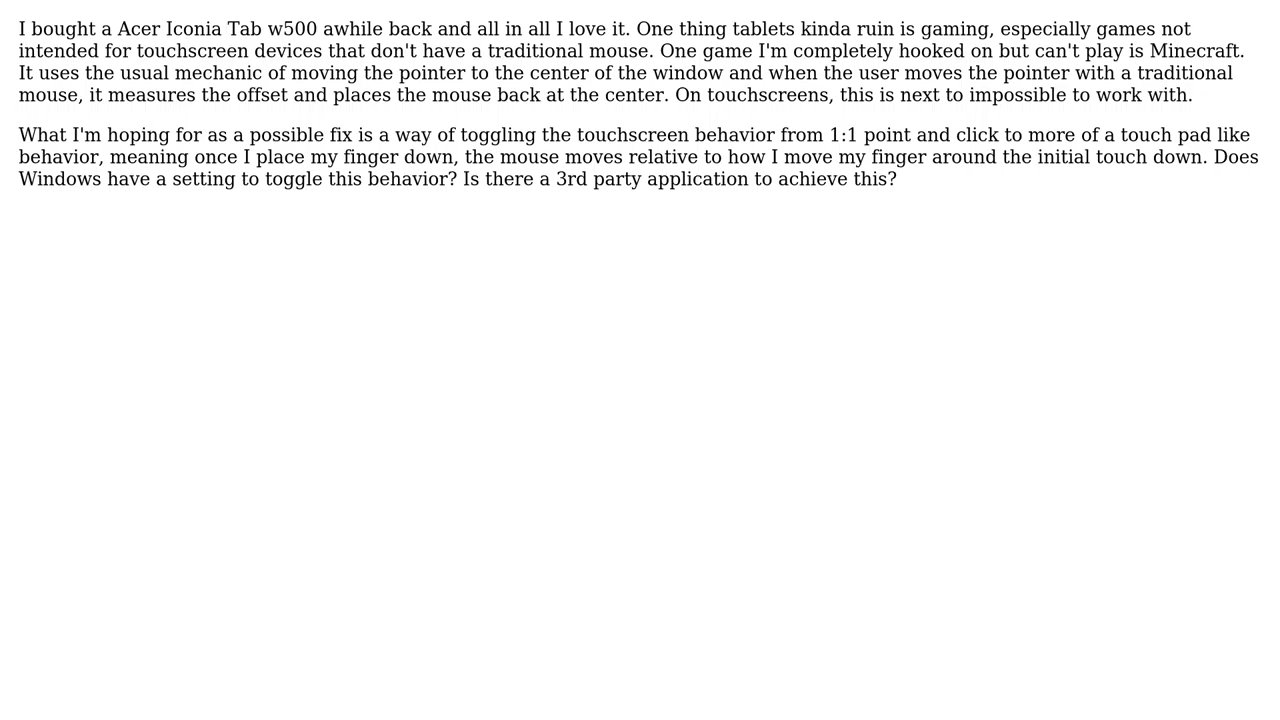 I bought a Acer Iconia Tab w500 awhile back and all in all I love it. One thing tablets kinda ruin is gaming, especially games not
intended for touchscreen devices that don't have a traditional mouse. One game I'm completely hooked on but can't play is Minecraft.
It uses the usual mechanic of moving the pointer to the center of the window and when the user moves the pointer with a traditional
mouse, it measures the offset and places the mouse back at the center. On touchscreens, this is next to impossible to work with.
What I'm hoping for as a possible fix is a way of toggling the touchscreen behavior from 1:1 point and click to more of a touch pad like
behavior, meaning once I place my finger down, the mouse moves relative to how I move my finger around the initial touch down. Does
Windows have a setting to toggle this behavior? Is there a 3rd party application to achieve this?